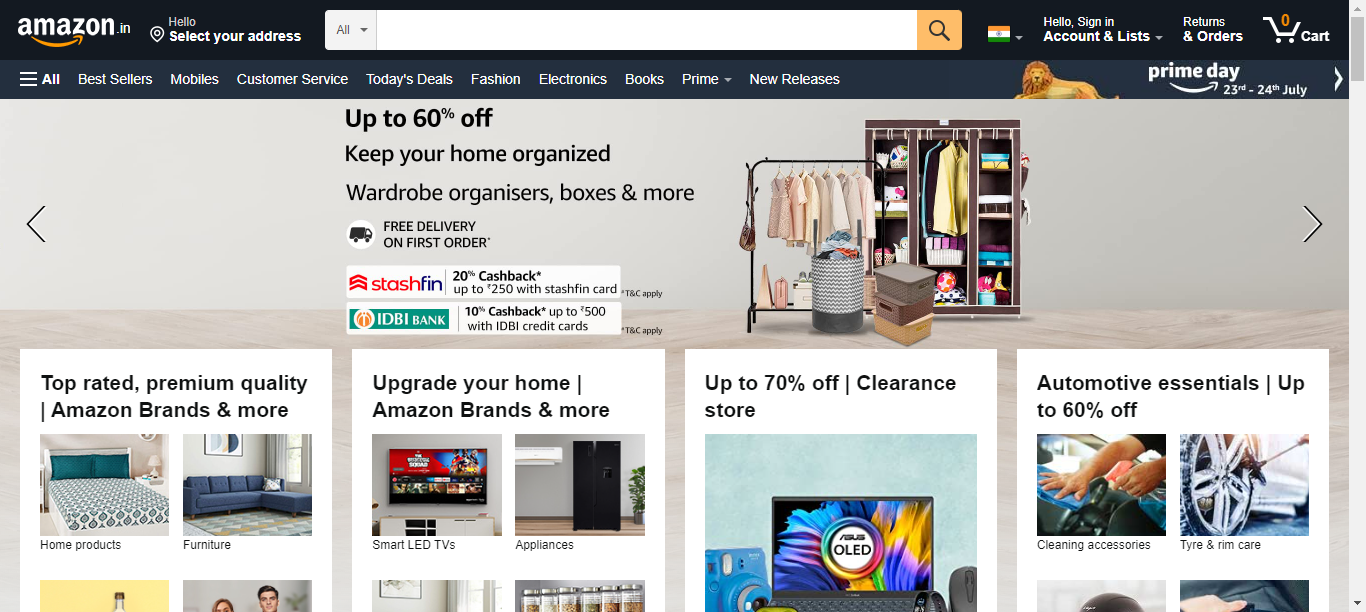 amazon.in
Hello
Select your address
All
Hello, Sign in
Account & Lists
Returns
& Orders
0
Cart
All
Best Sellers
Mobiles
Customer Service
Today's Deals
Fashion
Electronics
Books
Prime
New Releases
prime day
23rd - 24th July
Up to 60% off
Keep your home organized
Wardrobe organisers, boxes & more
FREE DELIVERY
ON FIRST ORDER*
stashfin
20% Cashback*
up to ₹250 with stashfin card
*T&C apply
IDBI BANK
10% Cashback* up to ₹500
with IDBI credit cards
*T&C apply
Top rated, premium quality
| Amazon Brands & more
Home products
Furniture
Upgrade your home |
Amazon Brands & more
Smart LED TVs
Appliances
Up to 70% off | Clearance
store
ASUS
OLED
Automotive essentials | Up
to 60% off
Cleaning accessories
Tyre & rim care